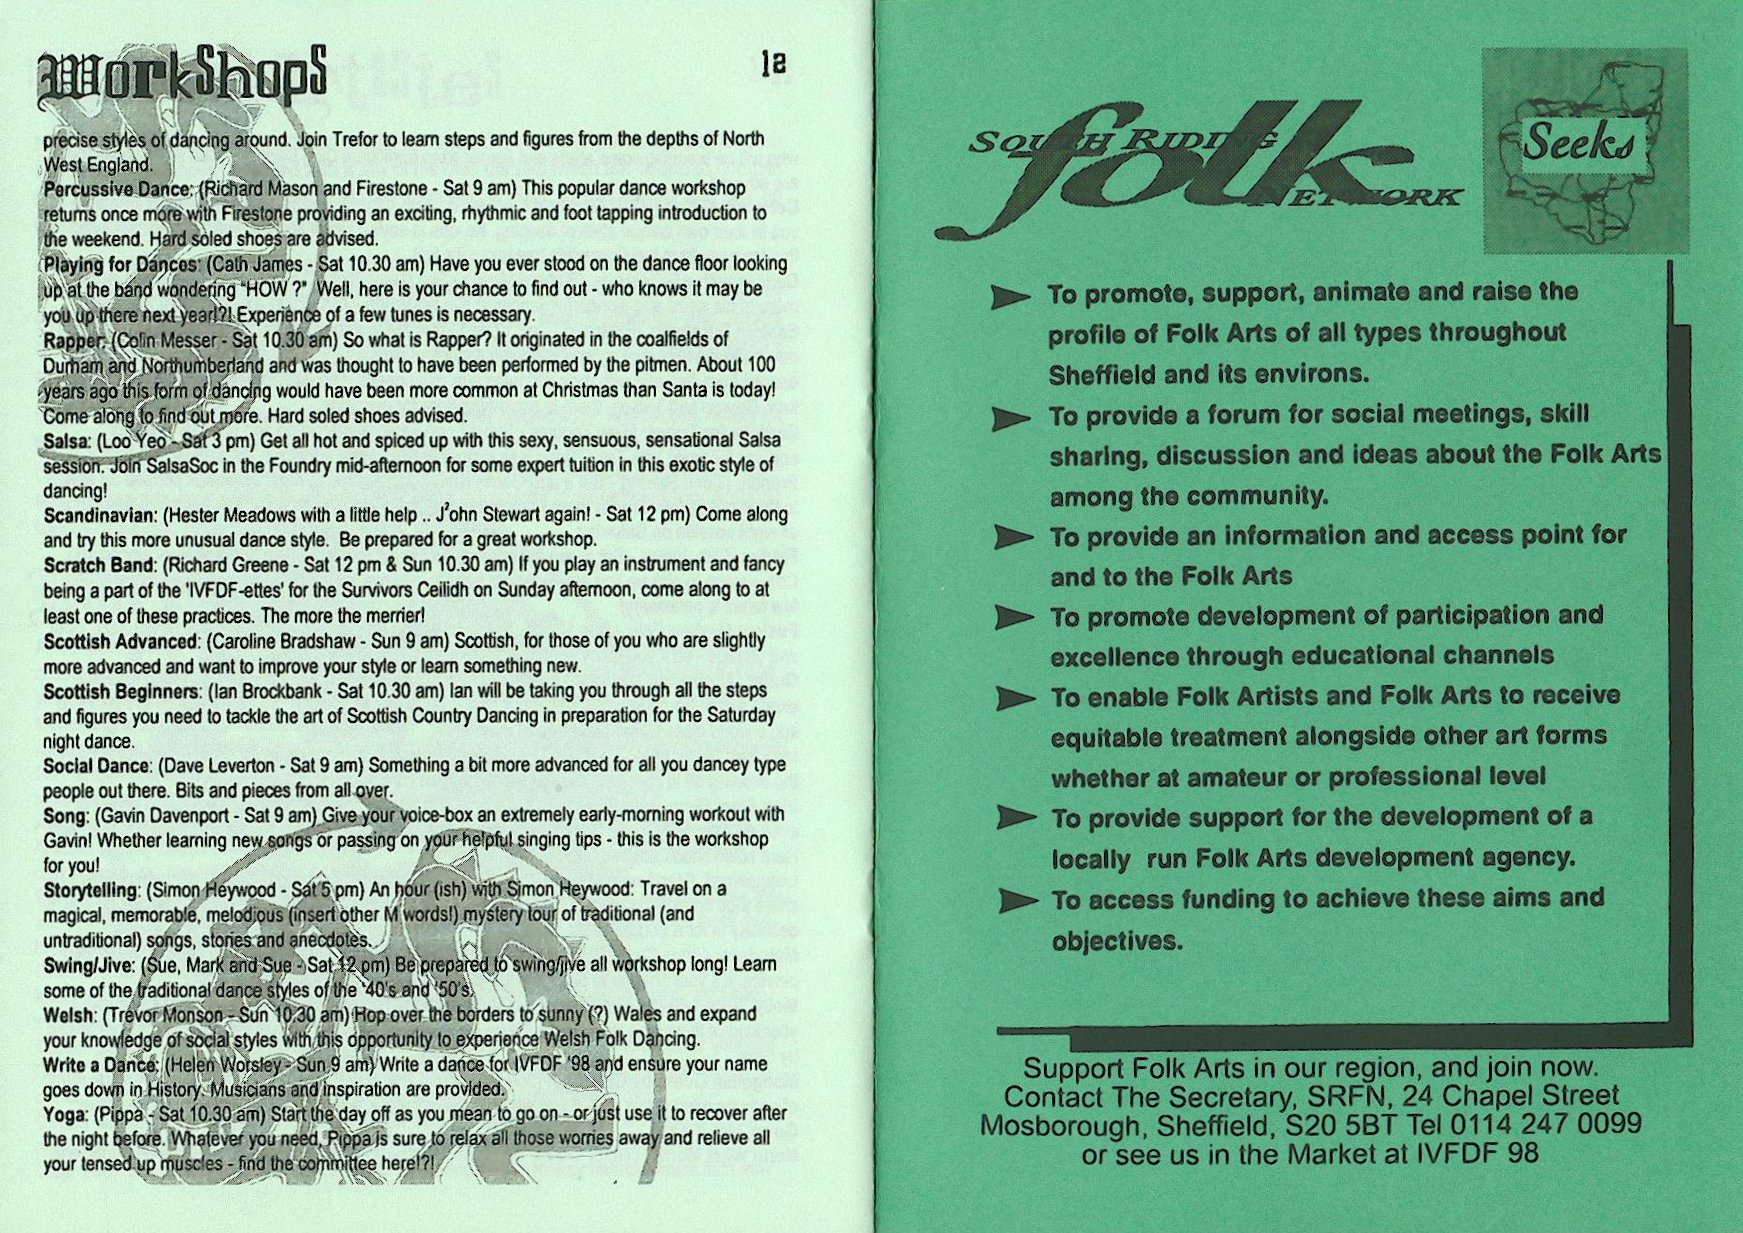 Workshops
12
precise styles of dancing around. Join Trefor to learn steps and figures from the depths of North
West England.
Percussive Dance: (Richard Mason and Firestone - Sat 9 am) This popular dance workshop
returns once more with Firestone providing an exciting, rhythmic and foot tapping introduction to
the weekend. Hard soled shoes are advised.
Playing for Dances: (Cath James - Sat 10.30 am) Have you ever stood on the dance floor looking
up at the band wondering "HOW ?" Well, here is your chance to find out - who knows it may be
you up there next year!?! Experience of a few tunes is necessary.
Rapper: (Colin Messer - Sat 10.30 am) So what is Rapper? It originated in the coalfields of
Durham and Northumberland and was thought to have been performed by the pitmen. About 100
years ago this form of dancing would have been more common at Christmas than Santa is today!
Come along to find out more. Hard soled shoes advised.
Salsa: (Loo Yeo - Sat 3 pm) Get all hot and spiced up with this sexy, sensuous, sensational Salsa
session. Join SalsaSoc in the Foundry mid-afternoon for some expert tuition in this exotic style of
dancing!
Scandinavian: (Hester Meadows with a little help .. J²ohn Stewart again! - Sat 12 pm) Come along
and try this more unusual dance style. Be prepared for a great workshop.
Scratch Band: (Richard Greene - Sat 12 pm & Sun 10.30 am) If you play an instrument and fancy
being a part of the 'IVFDF-ettes' for the Survivors Ceilidh on Sunday afternoon, come along to at
least one of these practices. The more the merrier!
Scottish Advanced: (Caroline Bradshaw - Sun 9 am) Scottish, for those of you who are slightly
more advanced and want to improve your style or learn something new.
Scottish Beginners: (Ian Brockbank - Sat 10.30 am) Ian will be taking you through all the steps
and figures you need to tackle the art of Scottish Country Dancing in preparation for the Saturday
night dance.
Social Dance: (Dave Leverton - Sat 9 am) Something a bit more advanced for all you dancey type
people out there. Bits and pieces from all over.
Song: (Gavin Davenport - Sat 9 am) Give your voice-box an extremely early-morning workout with
Gavin! Whether learning new songs or passing on your helpful singing tips - this is the workshop
for you!
Storytelling: (Simon Heywood - Sat 5 pm) An hour (ish) with Simon Heywood: Travel on a
magical, memorable, melodious (insert other M words!) mystery tour of traditional (and
untraditional) songs, stories and anecdotes.
Swing/Jive: (Sue, Mark and Sue - Sat 12 pm) Be prepared to swing/jive all workshop long! Learn
some of the traditional dance styles of the '40's and '50's.
Welsh: (Trevor Monson - Sun 10.30 am) Hop over the borders to sunny (?) Wales and expand
your knowledge of social styles with this opportunity to experience Welsh Folk Dancing.
Write a Dance: (Helen Worsley - Sun 9 am) Write a dance for IVFDF '98 and ensure your name
goes down in History. Musicians and inspiration are provided.
Yoga: (Pippa - Sat 10.30 am) Start the day off as you mean to go on - or just use it to recover after
the night before. Whatever you need, Pippa is sure to relax all those worries away and relieve all
your tensed up muscles - find the committee here!?!
SOUTH RIDING
folk
NETWORK
Seeks
To promote, support, animate and raise the
profile of Folk Arts of all types throughout
Sheffield and its environs.
To provide a forum for social meetings, skill
sharing, discussion and ideas about the Folk Arts
among the community.
To provide an information and access point for
and to the Folk Arts
To promote development of participation and
excellence through educational channels
To enable Folk Artists and Folk Arts to receive
equitable treatment alongside other art forms
whether at amateur or professional level
To provide support for the development of a
locally run Folk Arts development agency.
To access funding to achieve these aims and
objectives.
Support Folk Arts in our region, and join now.
Contact The Secretary, SRFN, 24 Chapel Street
Mosborough, Sheffield, S20 5BT Tel 0114 247 0099
or see us in the Market at IVFDF 98